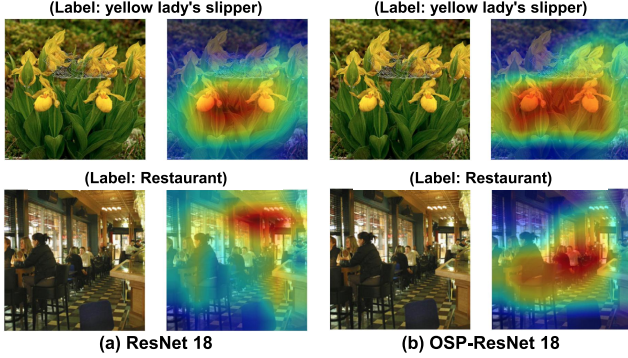 (Label: yellow lady's slipper)
(Label: yellow lady's slipper)
(Label: Restaurant)
(Label: Restaurant)
(a) ResNet 18
(b) OSP-ResNet 18